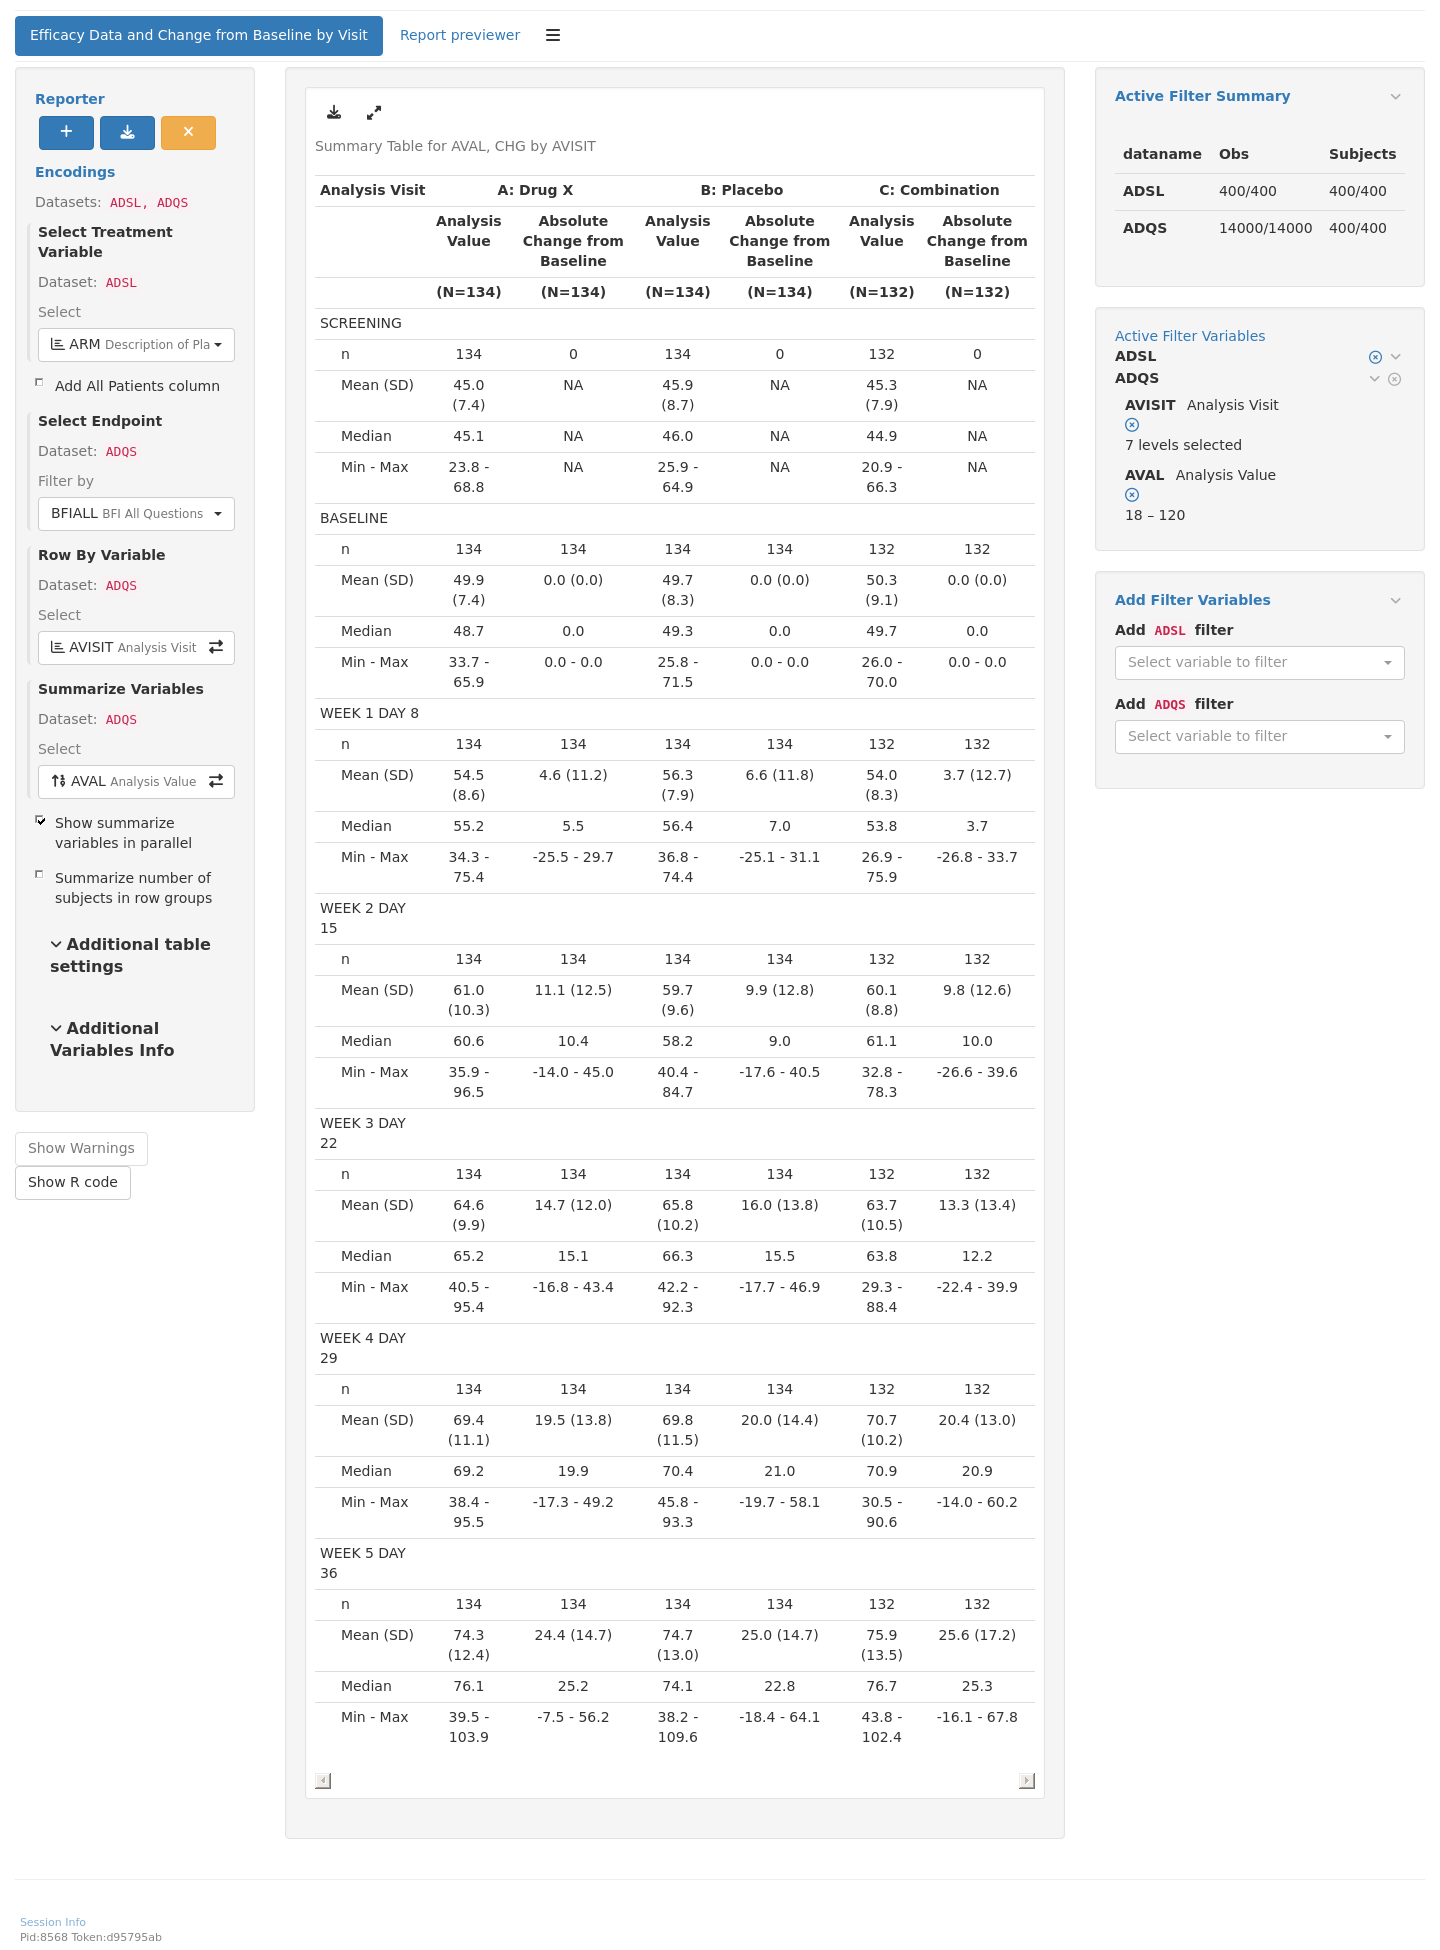 Efficacy Data and Change from Baseline by Visit Report previewer
Reporter
Encodings
Datasets: ADSL, ADQS
Select Treatment
Variable
Dataset: ADSL
Select
ARM Description of Pla
Add All Patients column
Select Endpoint
Dataset: ADQS
Filter by
BFIALL BFI All Questions
Row By Variable
Dataset: ADQS
Select
AVISIT Analysis Visit
Summarize Variables
Dataset: ADQS
Select
AVAL Analysis Value
Show summarize
variables in parallel
Summarize number of
subjects in row groups
Additional table
settings
Additional
Variables Info
Show Warnings
Show R code
Summary Table for AVAL, CHG by AVISIT
Analysis Visit A: Drug X B: Placebo C: Combination
Analysis Absolute Analysis Absolute Analysis Absolute
Value Change from Value Change from Value Change from
Baseline Baseline Baseline
(N=134) (N=134) (N=134) (N=134) (N=132) (N=132)
SCREENING
n 134 0 134 0 132 0
Mean (SD) 45.0 NA 45.9 NA 45.3 NA
(7.4) (8.7) (7.9)
Median 45.1 NA 46.0 NA 44.9 NA
Min - Max 23.8 - NA 25.9 - NA 20.9 - NA
68.8 64.9 66.3
BASELINE
n 134 134 134 134 132 132
Mean (SD) 49.9 0.0 (0.0) 49.7 0.0 (0.0) 50.3 0.0 (0.0)
(7.4) (8.3) (9.1)
Median 48.7 0.0 49.3 0.0 49.7 0.0
Min - Max 33.7 - 0.0 - 0.0 25.8 - 0.0 - 0.0 26.0 - 0.0 - 0.0
65.9 71.5 70.0
WEEK 1 DAY 8
n 134 134 134 134 132 132
Mean (SD) 54.5 4.6 (11.2) 56.3 6.6 (11.8) 54.0 3.7 (12.7)
(8.6) (7.9) (8.3)
Median 55.2 5.5 56.4 7.0 53.8 3.7
Min - Max 34.3 - -25.5 - 29.7 36.8 - -25.1 - 31.1 26.9 - -26.8 - 33.7
75.4 74.4 75.9
WEEK 2 DAY
15
n 134 134 134 134 132 132
Mean (SD) 61.0 11.1 (12.5) 59.7 9.9 (12.8) 60.1 9.8 (12.6)
(10.3) (9.6) (8.8)
Median 60.6 10.4 58.2 9.0 61.1 10.0
Min - Max 35.9 - -14.0 - 45.0 40.4 - -17.6 - 40.5 32.8 - -26.6 - 39.6
96.5 84.7 78.3
WEEK 3 DAY
22
n 134 134 134 134 132 132
Mean (SD) 64.6 14.7 (12.0) 65.8 16.0 (13.8) 63.7 13.3 (13.4)
(9.9) (10.2) (10.5)
Median 65.2 15.1 66.3 15.5 63.8 12.2
Min - Max 40.5 - -16.8 - 43.4 42.2 - -17.7 - 46.9 29.3 - -22.4 - 39.9
95.4 92.3 88.4
WEEK 4 DAY
29
n 134 134 134 134 132 132
Mean (SD) 69.4 19.5 (13.8) 69.8 20.0 (14.4) 70.7 20.4 (13.0)
(11.1) (11.5) (10.2)
Median 69.2 19.9 70.4 21.0 70.9 20.9
Min - Max 38.4 - -17.3 - 49.2 45.8 - -19.7 - 58.1 30.5 - -14.0 - 60.2
95.5 93.3 90.6
WEEK 5 DAY
36
n 134 134 134 134 132 132
Mean (SD) 74.3 24.4 (14.7) 74.7 25.0 (14.7) 75.9 25.6 (17.2)
(12.4) (13.0) (13.5)
Median 76.1 25.2 74.1 22.8 76.7 25.3
Min - Max 39.5 - -7.5 - 56.2 38.2 - -18.4 - 64.1 43.8 - -16.1 - 67.8
103.9 109.6 102.4
Active Filter Summary
dataname Obs Subjects
ADSL 400/400 400/400
ADQS 14000/14000 400/400
Active Filter Variables
ADSL
ADQS
AVISIT Analysis Visit
7 levels selected
AVAL Analysis Value
18 – 120
Add Filter Variables
Add ADSL filter
Select variable to filter
Add ADQS filter
Select variable to filter
Session Info
Pid:8568 Token:d95795ab